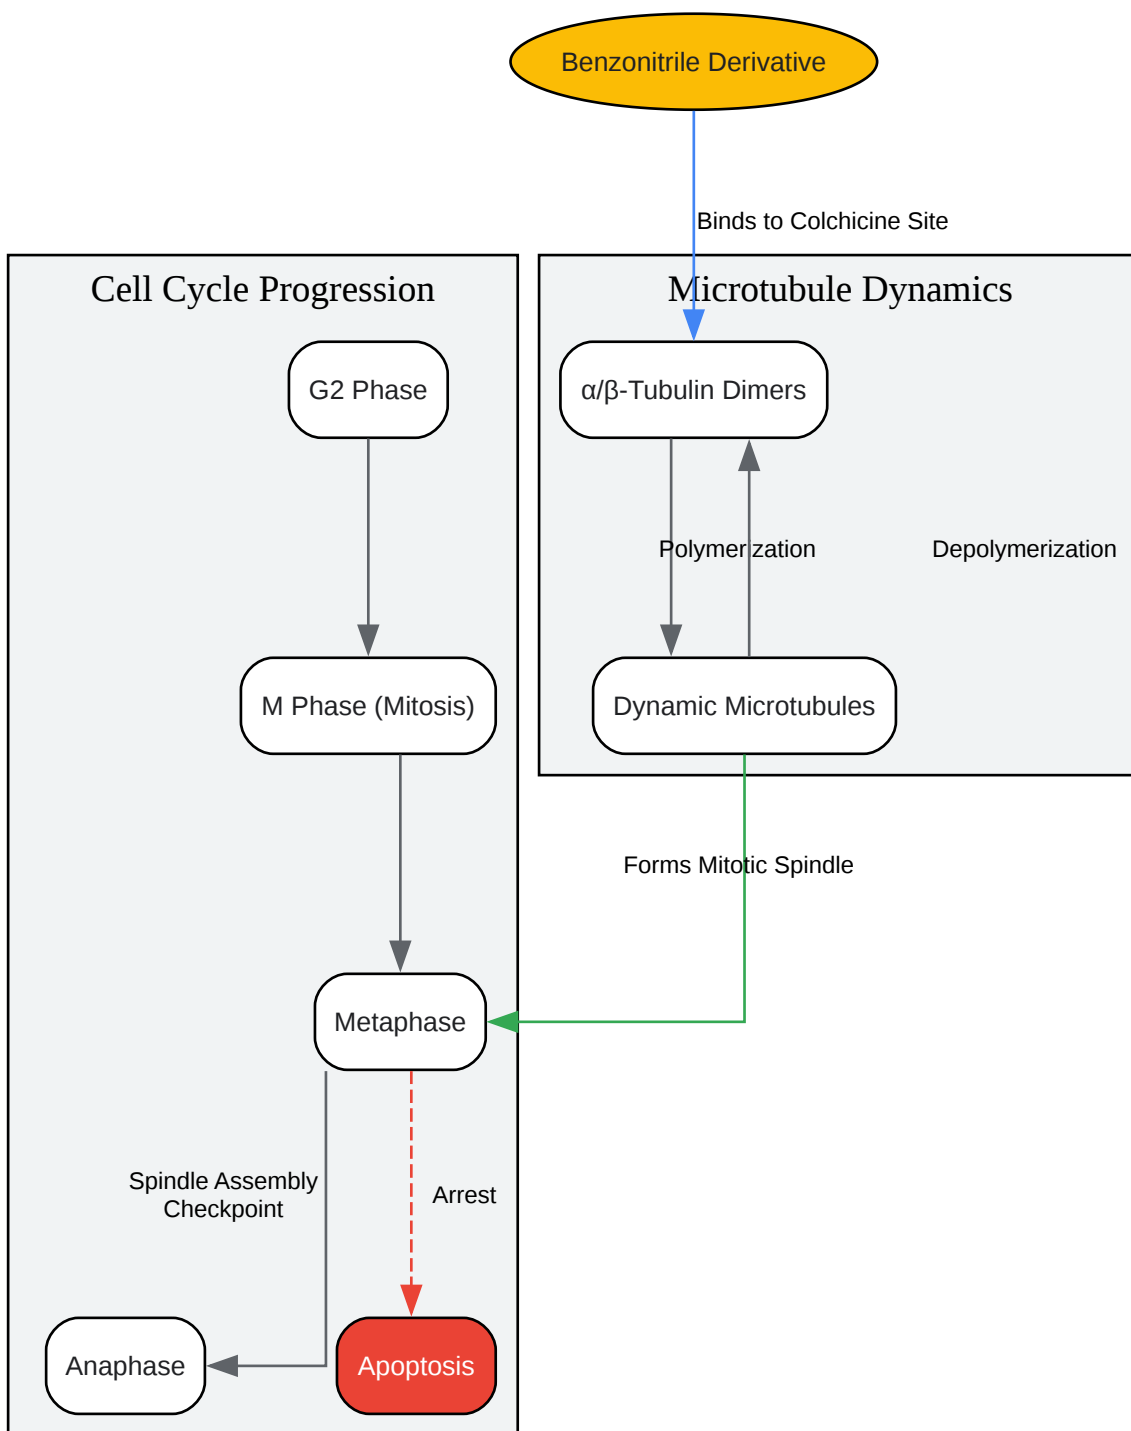 Benzonitrile Derivative
Binds to Colchicine Site
Cell Cycle Progression
Microtubule Dynamics
G2 Phase
α/β-Tubulin Dimers
Polymerization
Depolymerization
M Phase (Mitosis)
Dynamic Microtubules
Forms Mitotic Spindle
Metaphase
Spindle Assembly
Checkpoint
Arrest
Anaphase
Apoptosis